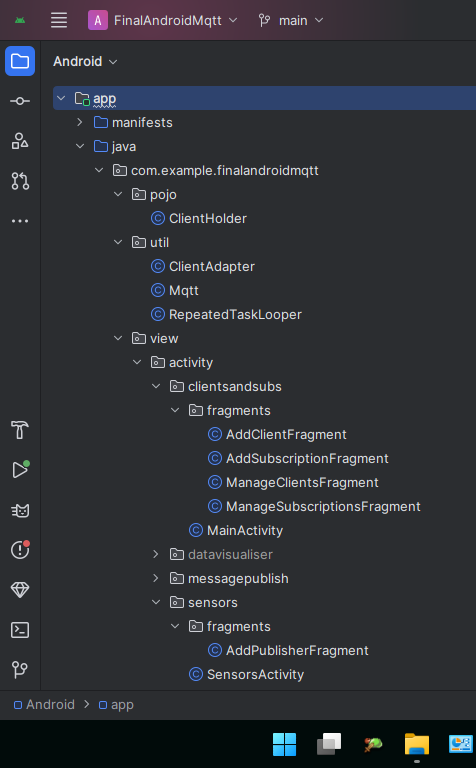 A FinalAndroidMqtt main
Android
app
manifests
java
com.example.finalandroidmqtt
pojo
C ClientHolder
util
C ClientAdapter
C Mqtt
C RepeatedTaskLooper
view
activity
clientsandsubs
fragments
C AddClientFragment
C AddSubscriptionFragment
C ManageClientsFragment
C ManageSubscriptionsFragment
C MainActivity
datavisualiser
messagepublish
sensors
fragments
C AddPublisherFragment
C SensorsActivity
Android > app